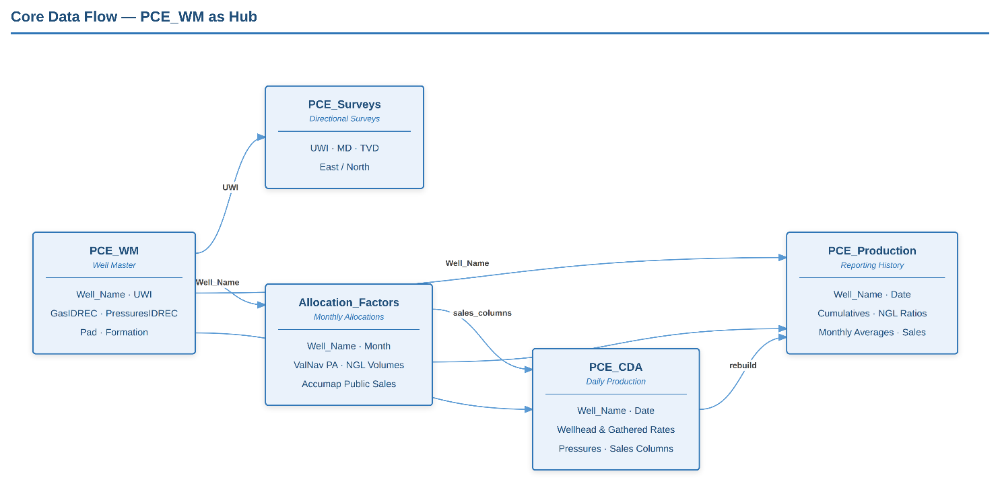 Core Data Flow — PCE_WM as Hub
PCE_Surveys
Directional Surveys
UWI · MD · TVD
East / North
UWI
PCE_WM
Well Master
Well_Name · UWI
GasIDREC · PressuresIDREC
Pad · Formation
Well_Name
Well_Name
Allocation_Factors
Monthly Allocations
Well_Name · Month
ValNav PA · NGL Volumes
Accumap Public Sales
sales_columns
PCE_CDA
Daily Production
Well_Name · Date
Wellhead & Gathered Rates
Pressures · Sales Columns
rebuild
PCE_Production
Reporting History
Well_Name · Date
Cumulatives · NGL Ratios
Monthly Averages · Sales